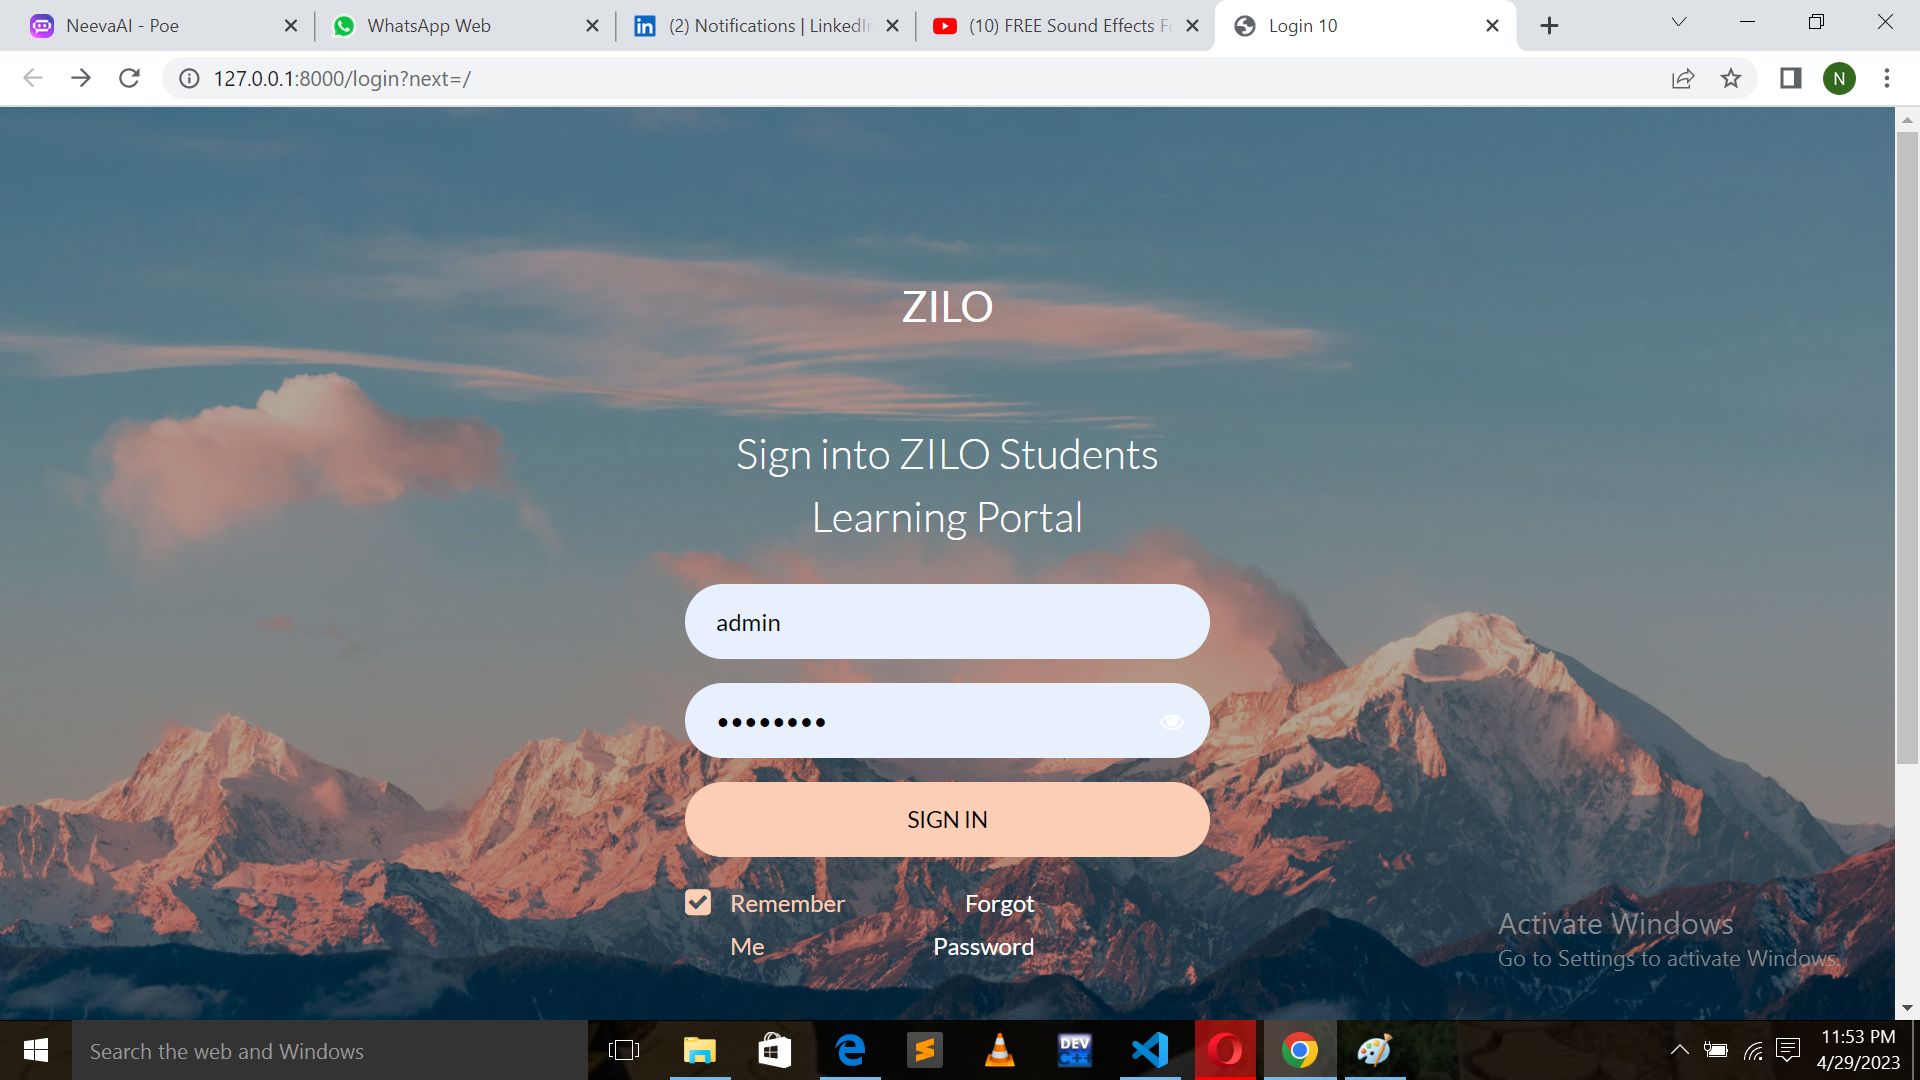 NeevaAI - Poe
WhatsApp Web
(2) Notifications | LinkedIn
(10) FREE Sound Effects Fo
Login 10
127.0.0.1:8000/login?next=/
N
ZILO
Sign into ZILO Students
Learning Portal
admin
••••••••
SIGN IN
Remember
Me
Forgot
Password
Activate Windows
Go to Settings to activate Windows.
Search the web and Windows
DEV
C++
11:53 PM
4/29/2023